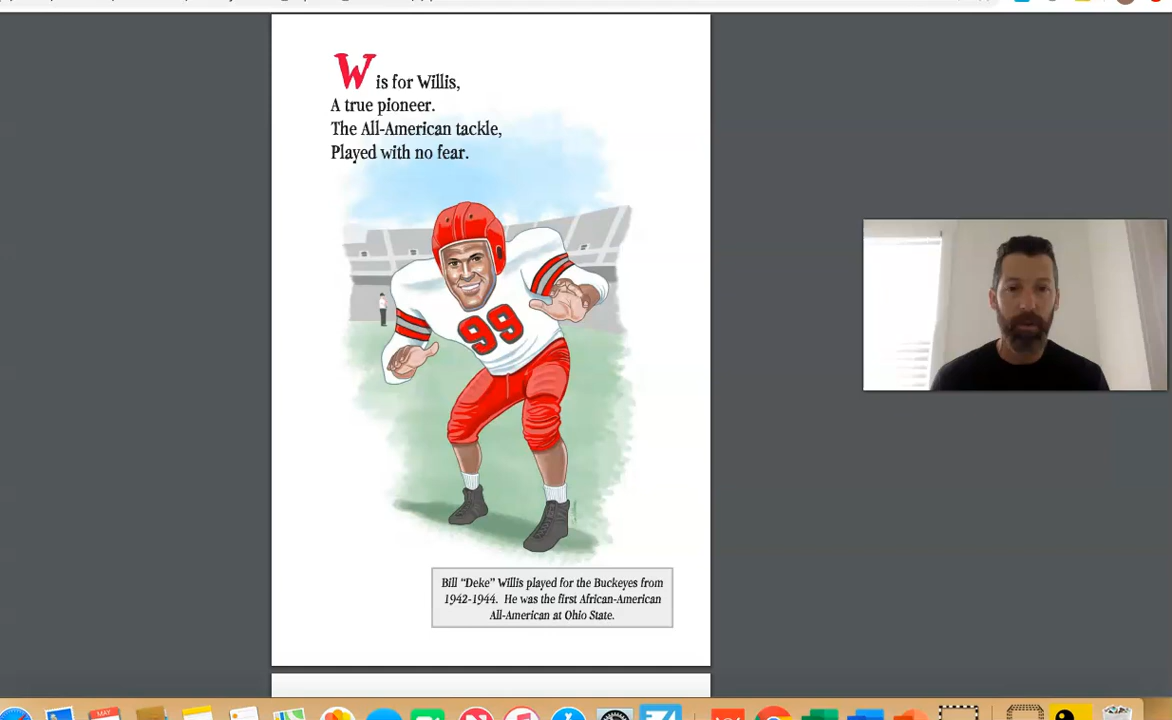 W is for Willis,
A true pioneer.
The All-American tackle,
Played with no fear.
99
Bill "Deke" Willis played for the Buckeyes from
1942-1944. He was the first African-American
All-American at Ohio State.
MAY